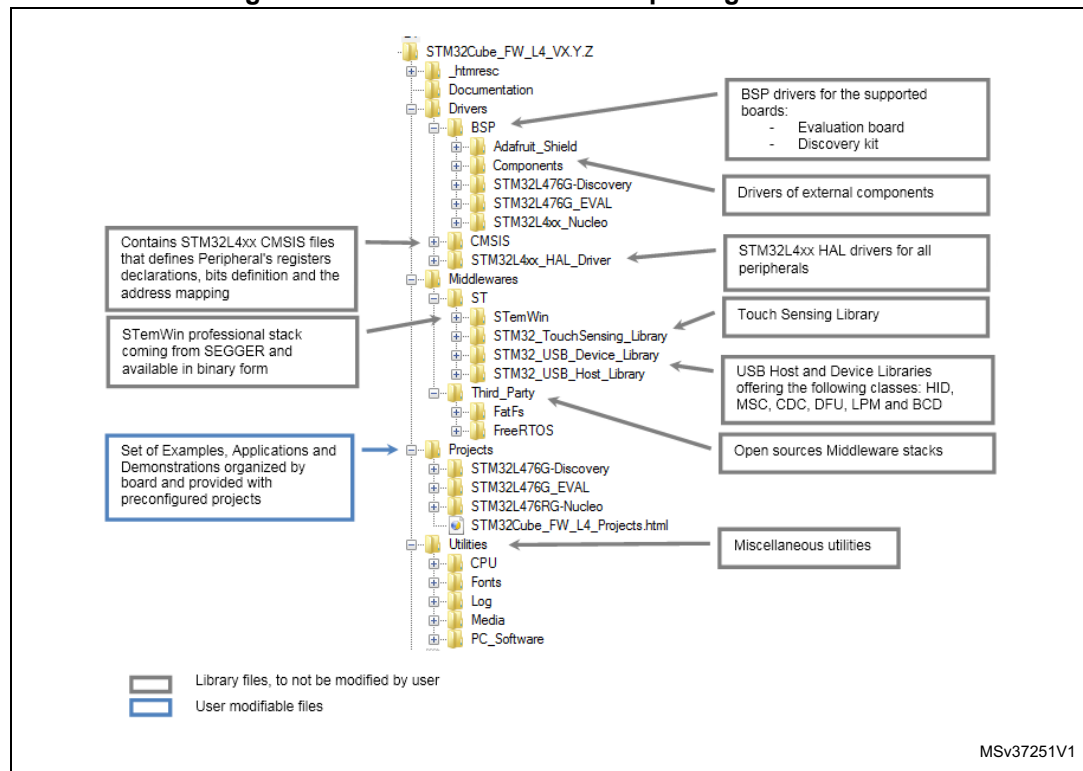 STM32Cube_FW_L4_VX.Y.Z
_htmresc
Documentation
Drivers
BSP
Adafruit_Shield
Components
STM32L476G-Discovery
STM32L476G_EVAL
STM32L4xx_Nucleo
CMSIS
STM32L4xx_HAL_Driver
Middlewares
ST
STemWin
STM32_TouchSensing_Library
STM32_USB_Device_Library
STM32_USB_Host_Library
Third_Party
FatFs
FreeRTOS
Projects
STM32L476G-Discovery
STM32L476G_EVAL
STM32L476RG-Nucleo
STM32Cube_FW_L4_Projects.html
Utilities
CPU
Fonts
Log
Media
PC_Software
Contains STM32L4xx CMSIS files
that defines Peripheral's registers
declarations, bits definition and the
address mapping
STemWin professional stack
coming from SEGGER and
available in binary form
Set of Examples, Applications and
Demonstrations organized by
board and provided with
preconfigured projects
BSP drivers for the supported
boards:
- Evaluation board
- Discovery kit
Drivers of external components
STM32L4xx HAL drivers for all
peripherals
Touch Sensing Library
USB Host and Device Libraries
offering the following classes: HID,
MSC, CDC, DFU, LPM and BCD
Open sources Middleware stacks
Miscellaneous utilities
Library files, to not be modified by user
User modifiable files
MSv37251V1